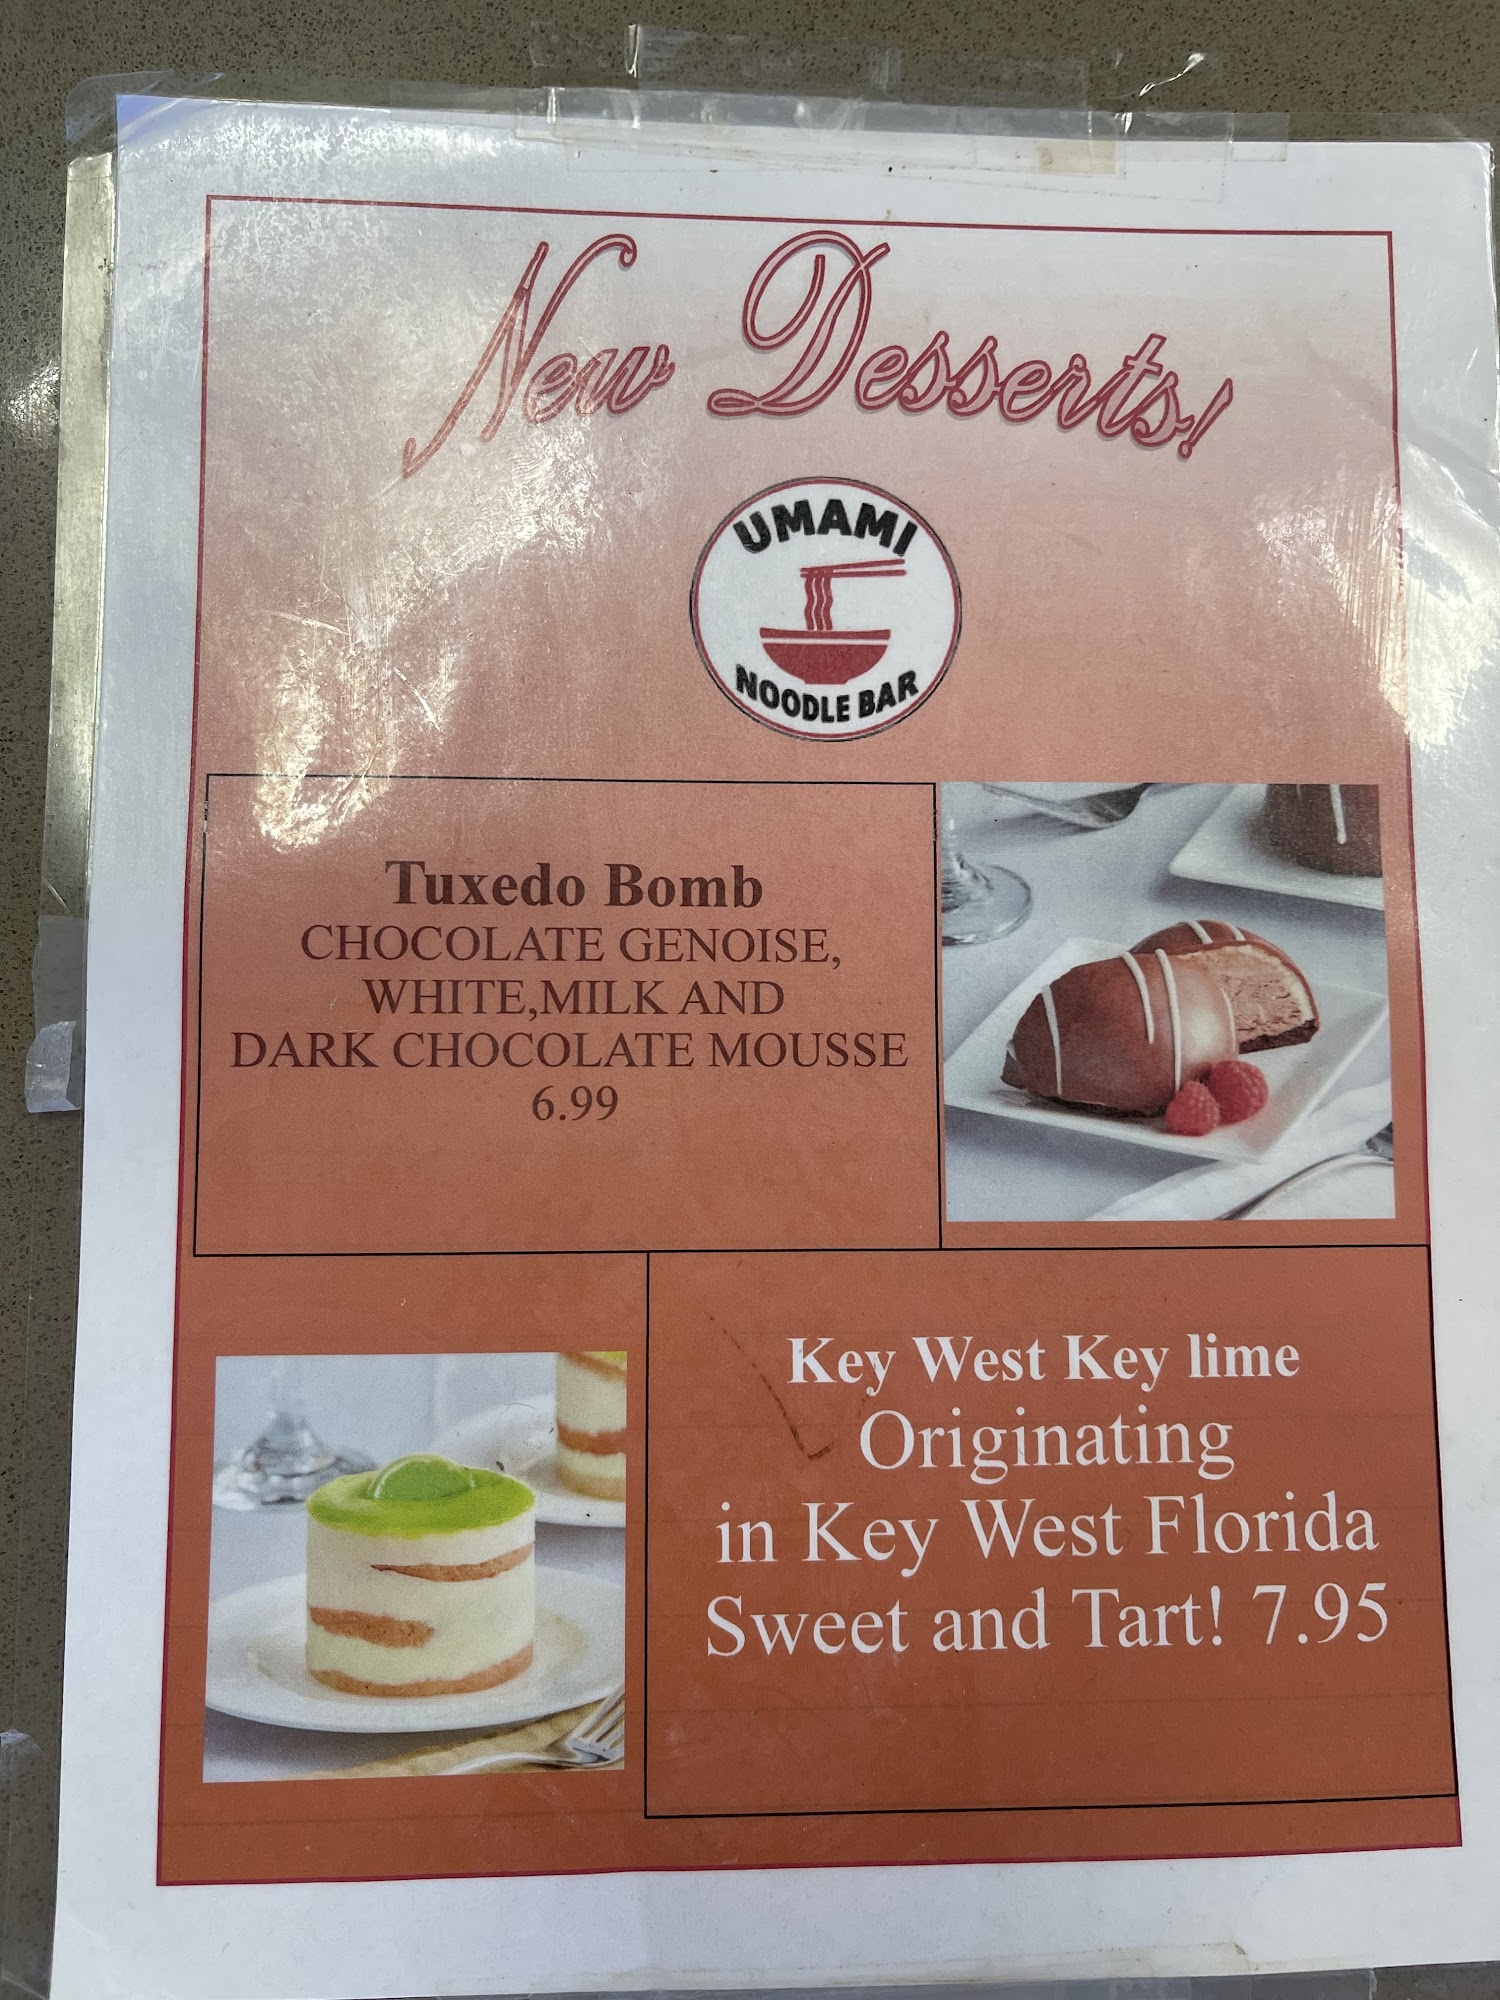 New Desserts!
UMAMI
NOODLE BAR
Tuxedo Bomb
CHOCOLATE GENOISE,
WHITE,MILK AND
DARK CHOCOLATE MOUSSE
6.99
Key West Key lime
Originating
in Key West Florida
Sweet and Tart! 7.95